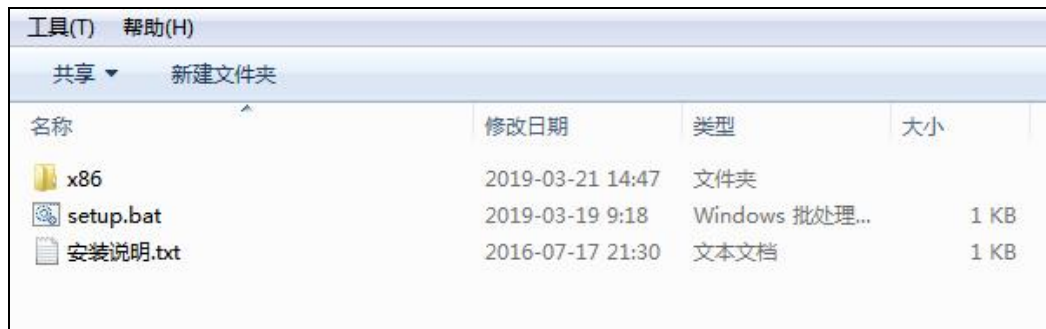 工具(T) 帮助(H)
共享 新建文件夹
名称 修改日期 类型 大小
x86 2019-03-21 14:47 文件夹
setup.bat 2019-03-19 9:18 Windows 批处理... 1 KB
安装说明.txt 2016-07-17 21:30 文本文档 1 KB